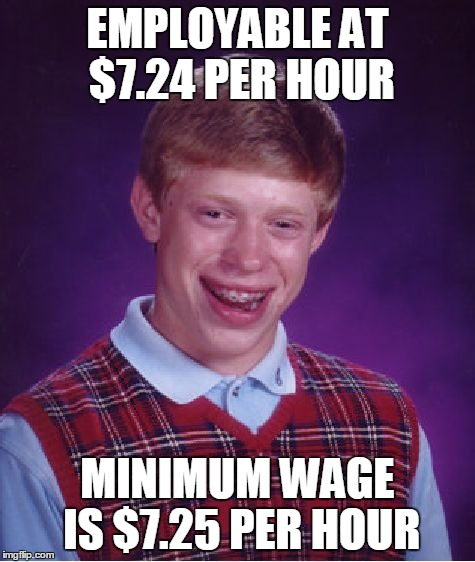 EMPLOYABLE AT
$7.24 PER HOUR
MINIMUM WAGE
IS $7.25 PER HOUR
imgflip.com